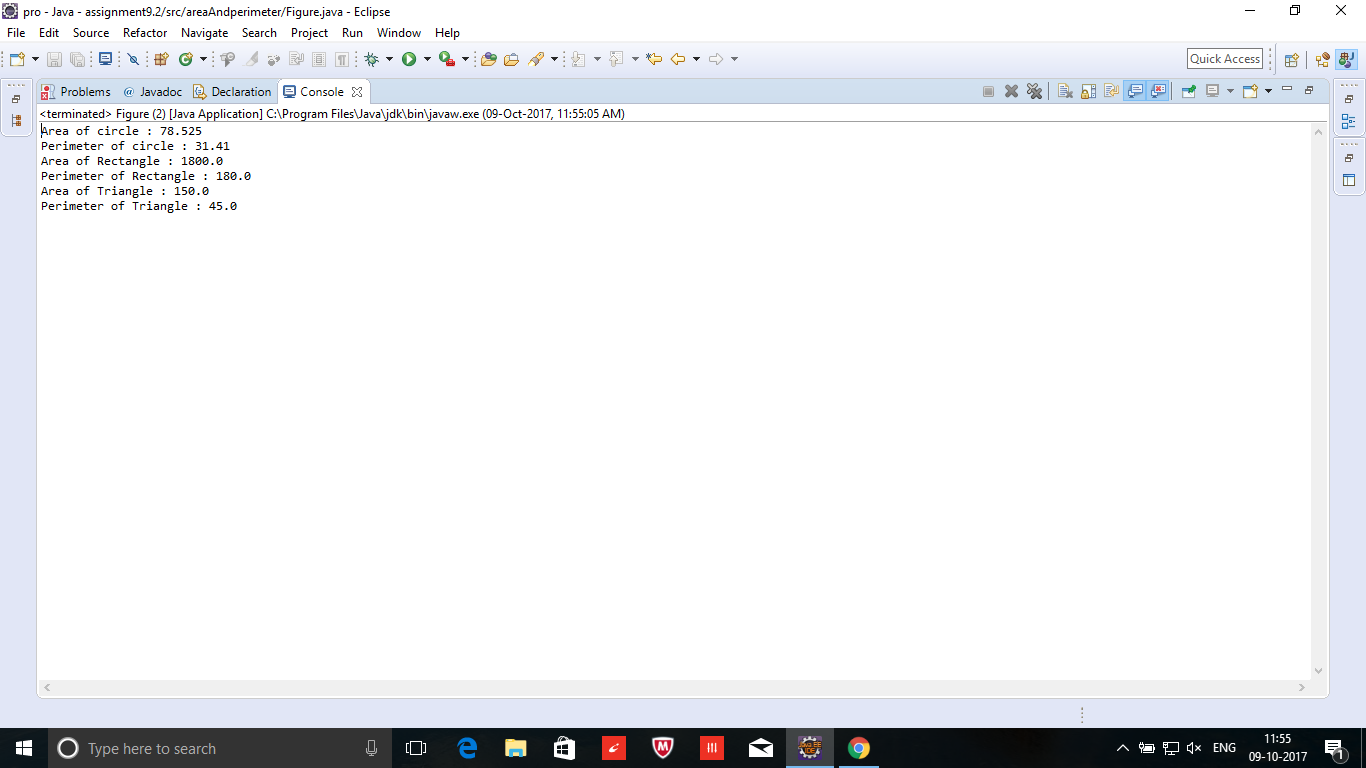 pro - Java - assignment9.2/src/areaAndperimeter/Figure.java - Eclipse
File Edit Source Refactor Navigate Search Project Run Window Help
Quick Access
Problems @ Javadoc Declaration Console
<terminated> Figure (2) [Java Application] C:\Program Files\Java\jdk\bin\javaw.exe (09-Oct-2017, 11:55:05 AM)
Area of circle : 78.525
Perimeter of circle : 31.41
Area of Rectangle : 1800.0
Perimeter of Rectangle : 180.0
Area of Triangle : 150.0
Perimeter of Triangle : 45.0
Type here to search
ENG
11:55
09-10-2017
1